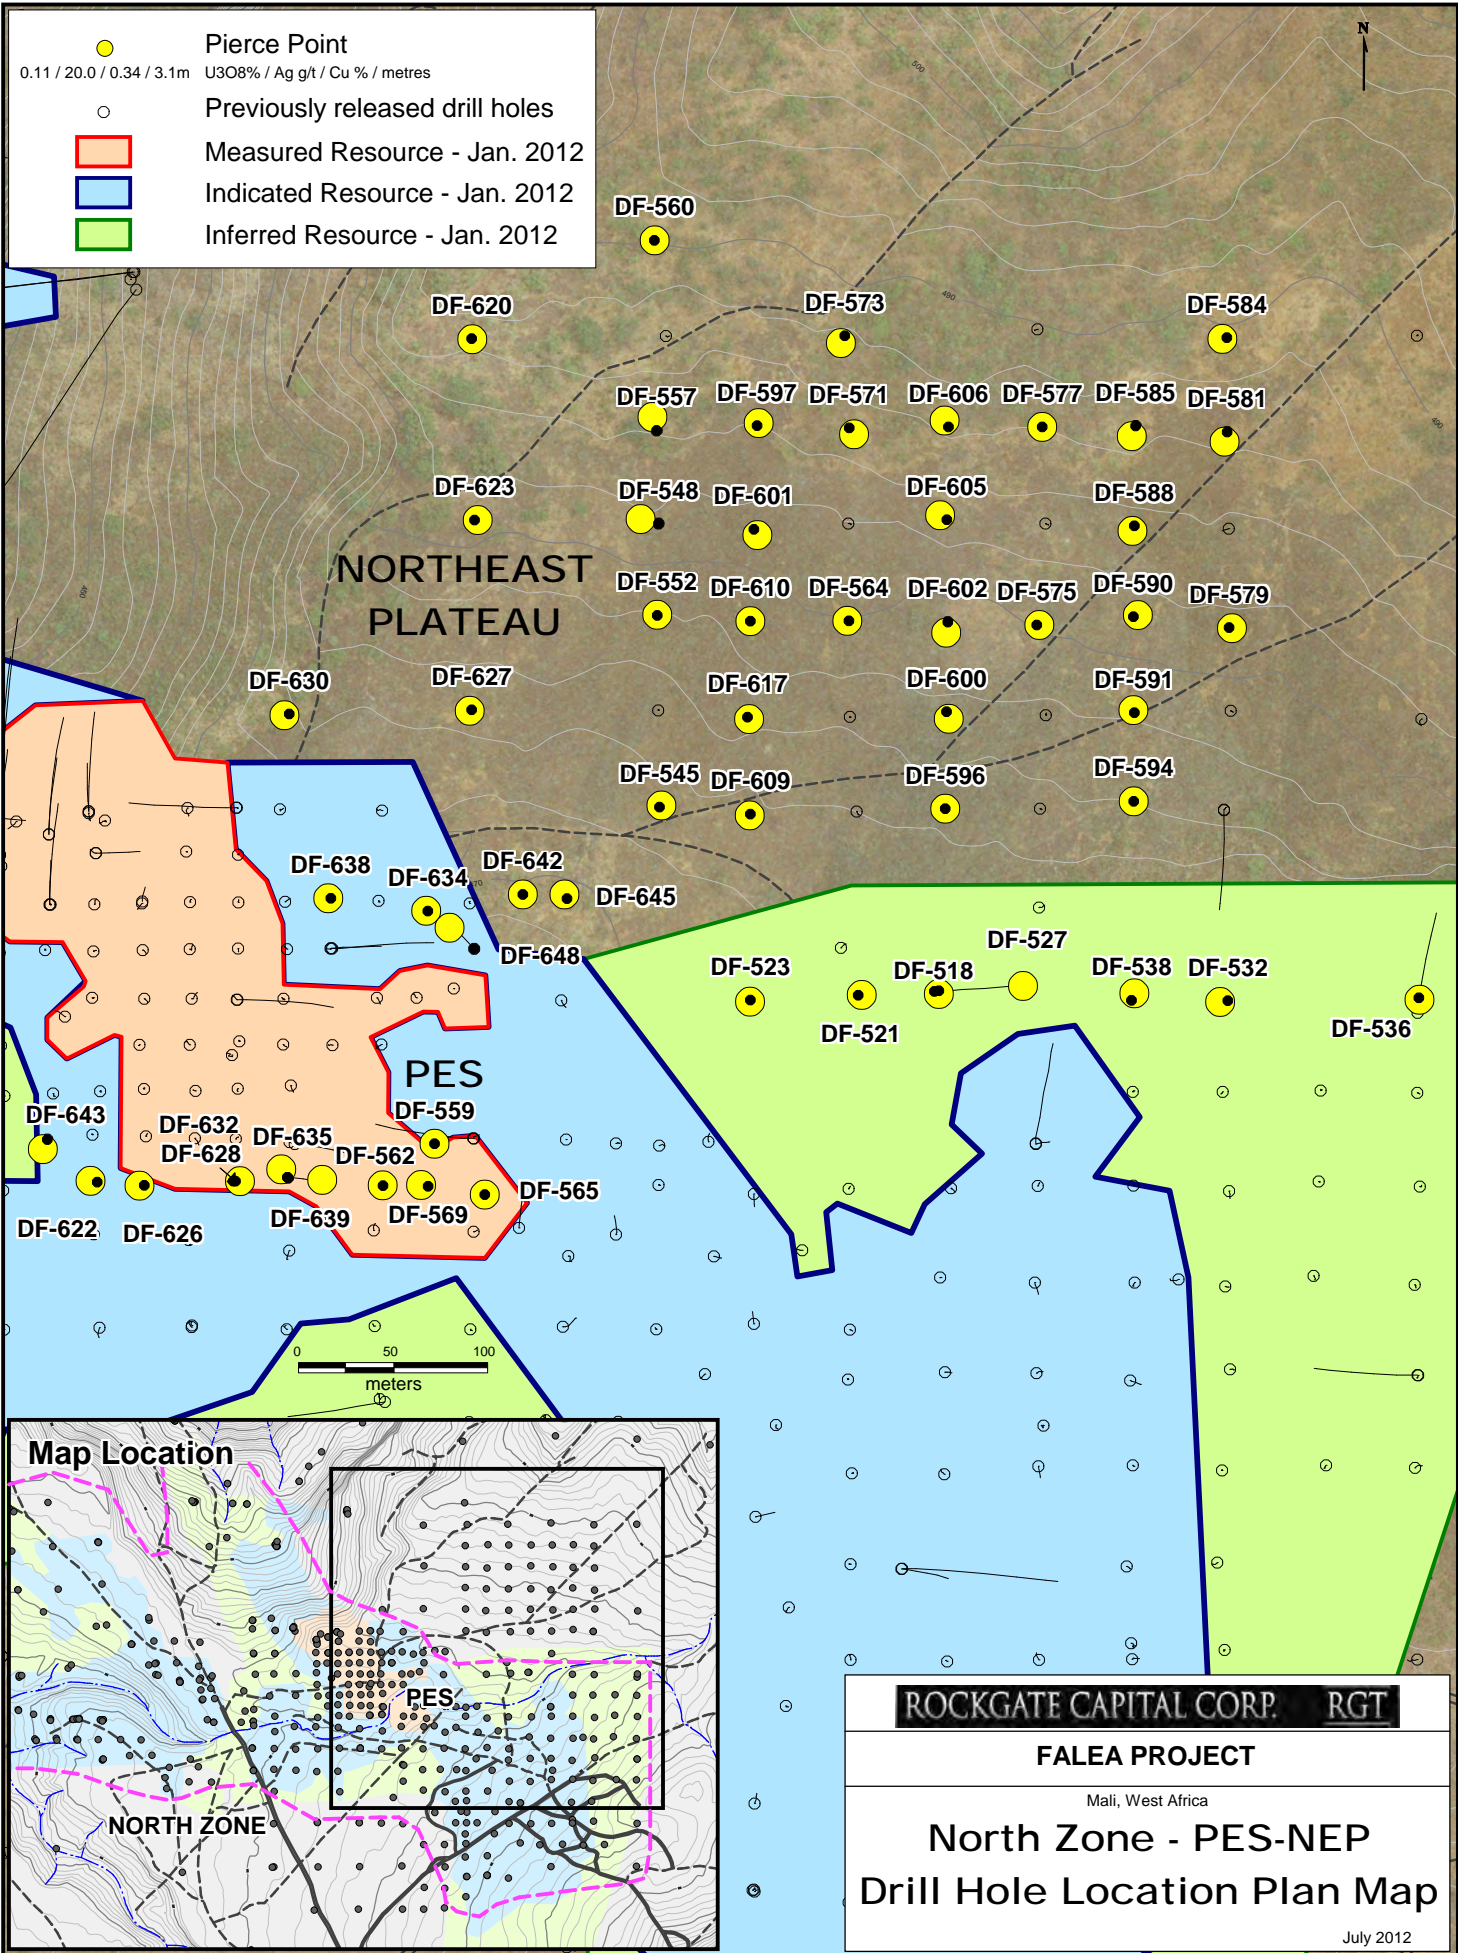 Pierce Point
0.11 / 20.0 / 0.34 / 3.1m U3O8% / Ag g/t / Cu % / metres
Previously released drill holes
Measured Resource - Jan. 2012
Indicated Resource - Jan. 2012
Inferred Resource - Jan. 2012
N
500
DF-560
490
DF-620
DF-573
DF-584
DF-557
DF-597
DF-571
DF-606
DF-577
DF-585
DF-581
490
DF-623
DF-548
DF-601
DF-605
DF-588
NORTHEAST
PLATEAU
DF-552
DF-610
DF-564
DF-602
DF-575
DF-590
DF-579
DF-630
DF-627
DF-617
DF-600
DF-591
DF-545
DF-609
DF-596
DF-594
DF-638
DF-634
DF-642
DF-645
DF-648
DF-523
DF-521
DF-518
DF-527
DF-538
DF-532
DF-536
PES
DF-643
DF-632
DF-628
DF-635
DF-562
DF-559
DF-622
DF-626
DF-639
DF-569
DF-565
0 50 100
meters
Map Location
PES
NORTH ZONE
ROCKGATE CAPITAL CORP. RGT
FALEA PROJECT
Mali, West Africa
North Zone - PES-NEP
Drill Hole Location Plan Map
July 2012